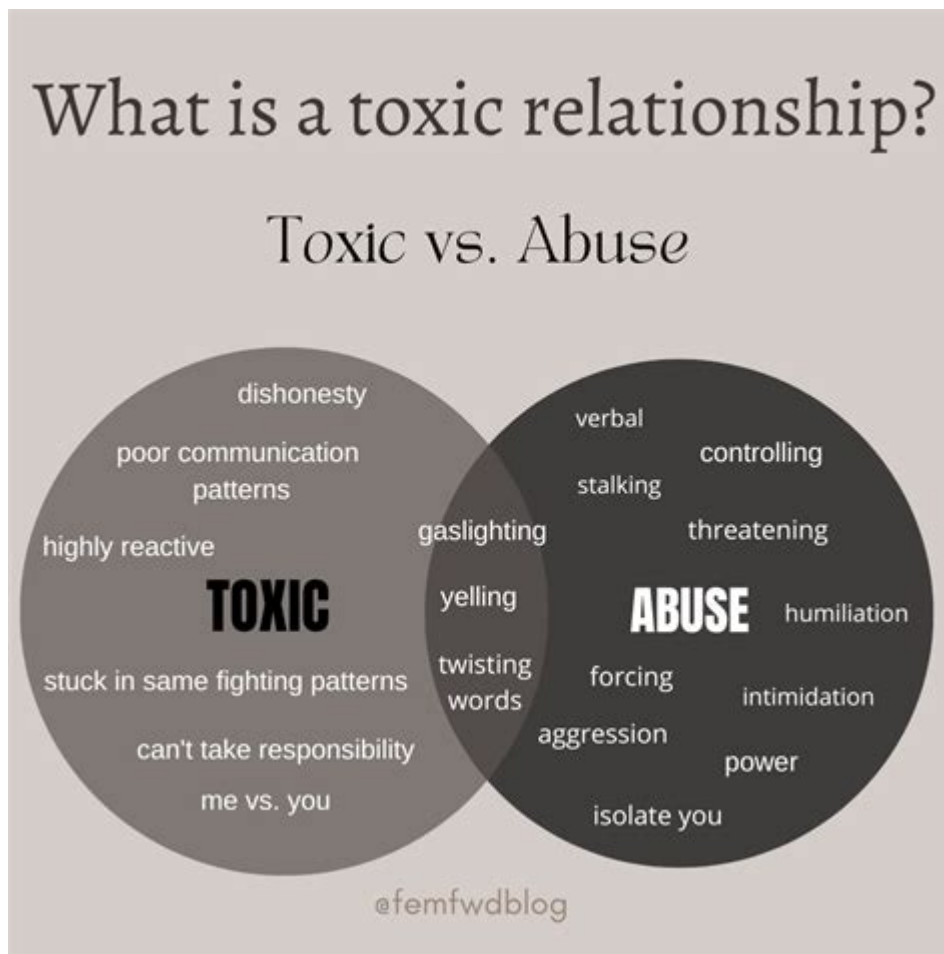 What is a toxic relationship?
Toxic vs. Abuse
dishonesty
poor communication
patterns
highly reactive
TOXIC
stuck in same fighting patterns
can't take responsibility
me vs. you
gaslighting
yelling
twisting
words
verbal
controlling
stalking
threatening
ABUSE
humiliation
forcing
intimidation
aggression
power
isolate you
@femfwdblog